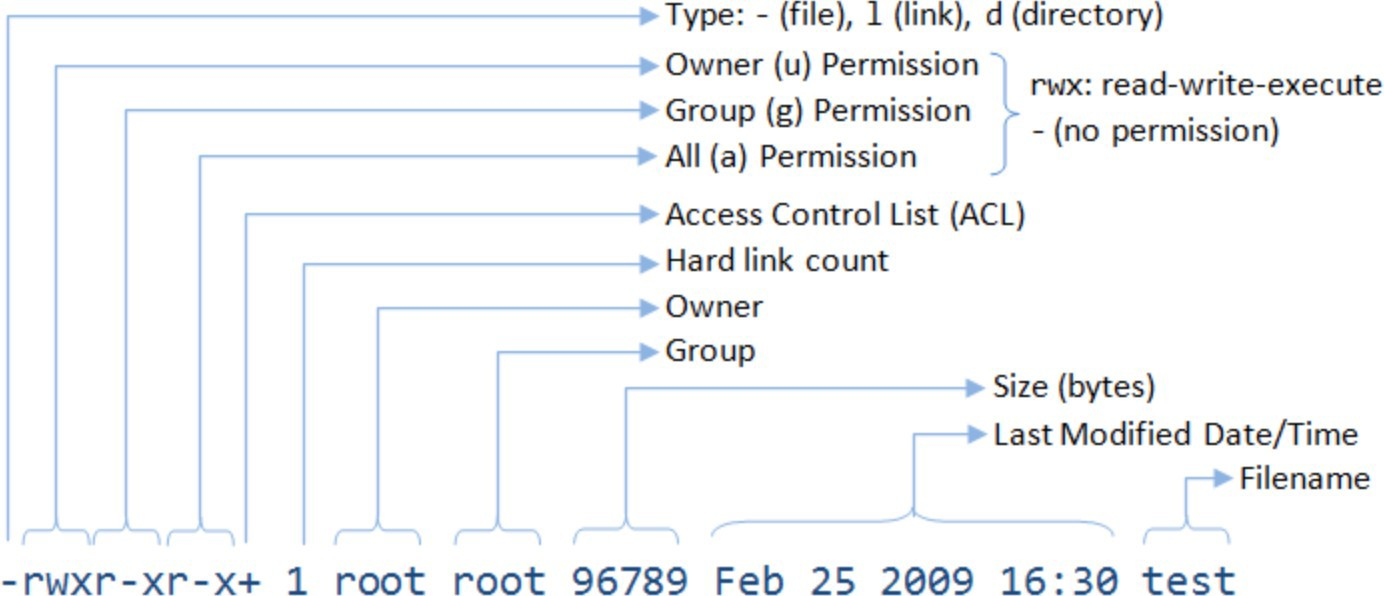 Type: - (file), l (link), d (directory)
Owner (u) Permission
Group (g) Permission
All (a) Permission
rwx: read-write-execute
- (no permission)
Access Control List (ACL)
Hard link count
Owner
Group
Size (bytes)
Last Modified Date/Time
Filename
-rwxr-xr-x+ 1 root root 96789 Feb 25 2009 16:30 test